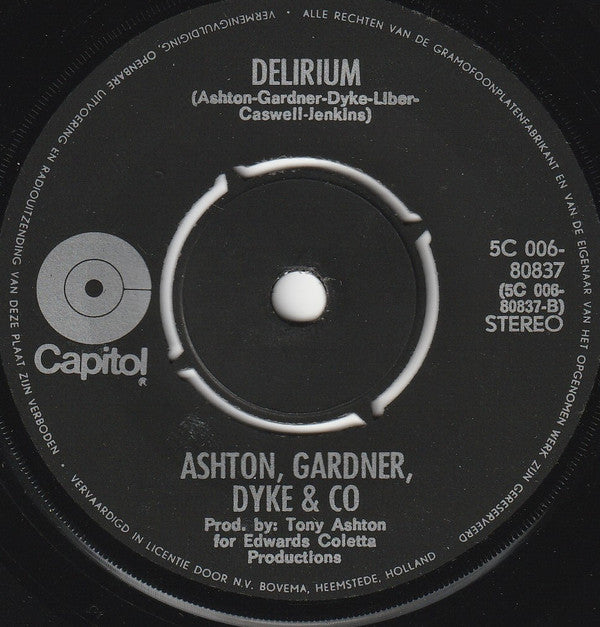 DELIRIUM
(Ashton-Gardner-Dyke-Liber-
Caswell-Jenkins)
Capitol
®
5C 006-
80837
(5C 006-
80837-B)
STEREO
ASHTON, GARDNER,
DYKE & CO
Prod. by: Tony Ashton
for Edwards Coletta
Productions
· ALLE RECHTEN VAN DE GRAMOFOONPLATENFABRIKANT EN VAN DE EIGENAAR VAN HET OPGENOMEN WERK ZIJN GERESERVEERD
VERMENIGVULDIGING, OPENBARE UITVOERING EN RADIOUITZENDING VAN DEZE PLAAT ZIJN VERBODEN ·
VERVAARDIGD IN LICENTIE DOOR N.V. BOVEMA, HEEMSTEDE, HOLLAND ·